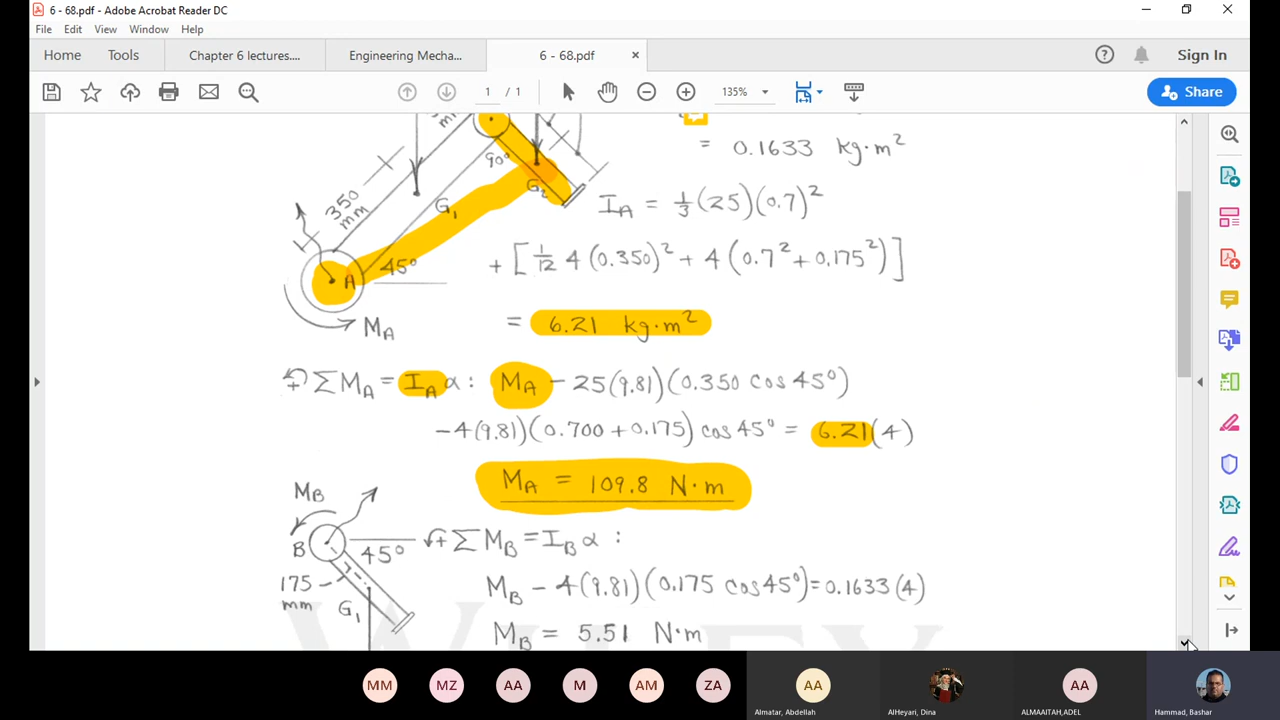 6 - 68.pdf - Adobe Acrobat Reader DC
File Edit View Window Help
Home Tools Chapter 6 lectures.... Engineering Mecha... 6 - 68.pdf × ? Sign In
1 / 1 135% Share
= 0.1633 kg·m²
90°
G₂
350 mm
G₁
I_A = 1/3 (25)(0.7)²
A 45°
+ [1/12 4 (0.350)² + 4 (0.7² + 0.175²)]
M_A
= 6.21 kg·m²
+ ΣM_A = I_A α : M_A - 25(9.81)(0.350 cos 45°)
-4(9.81)(0.700 + 0.175) cos 45° = 6.21(4)
M_A = 109.8 N·m
M_B
B 45°
+ ΣM_B = I_B α :
175 mm
G₁
M_B - 4(9.81)(0.175 cos 45°) = 0.1633(4)
M_B = 5.51 N·m
WILEY
MM MZ AA M AM ZA AA AA
Almatar, Abdellah AlHeyari, Dina ALMAAITAH,ADEL Hammad, Bashar